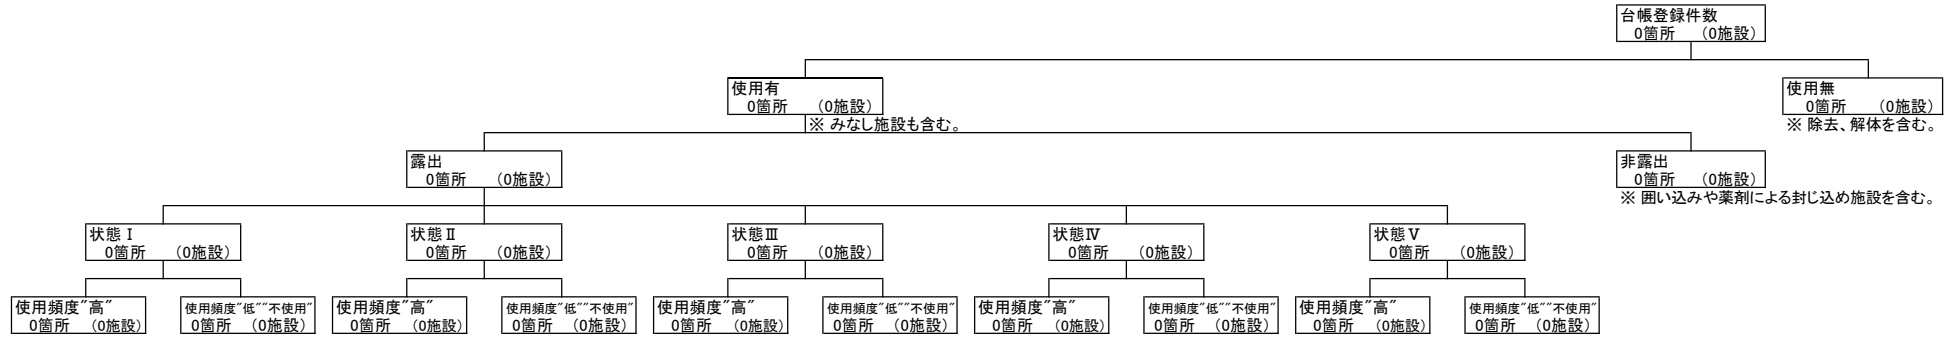 台帳登録件数
0箇所　(0施設)
使用有
0箇所　(0施設)
※ みなし施設も含む。
使用無
0箇所　(0施設)
※ 除去、解体を含む。
露出
0箇所　(0施設)
非露出
0箇所　(0施設)
※ 囲い込みや薬剤による封じ込め施設を含む。
状態Ⅰ
0箇所　(0施設)
状態Ⅱ
0箇所　(0施設)
状態Ⅲ
0箇所　(0施設)
状態Ⅳ
0箇所　(0施設)
状態Ⅴ
0箇所　(0施設)
使用頻度"高"
0箇所　(0施設)
使用頻度"低""不使用"
0箇所　(0施設)
使用頻度"高"
0箇所　(0施設)
使用頻度"低""不使用"
0箇所　(0施設)
使用頻度"高"
0箇所　(0施設)
使用頻度"低""不使用"
0箇所　(0施設)
使用頻度"高"
0箇所　(0施設)
使用頻度"低""不使用"
0箇所　(0施設)
使用頻度"高"
0箇所　(0施設)
使用頻度"低""不使用"
0箇所　(0施設)